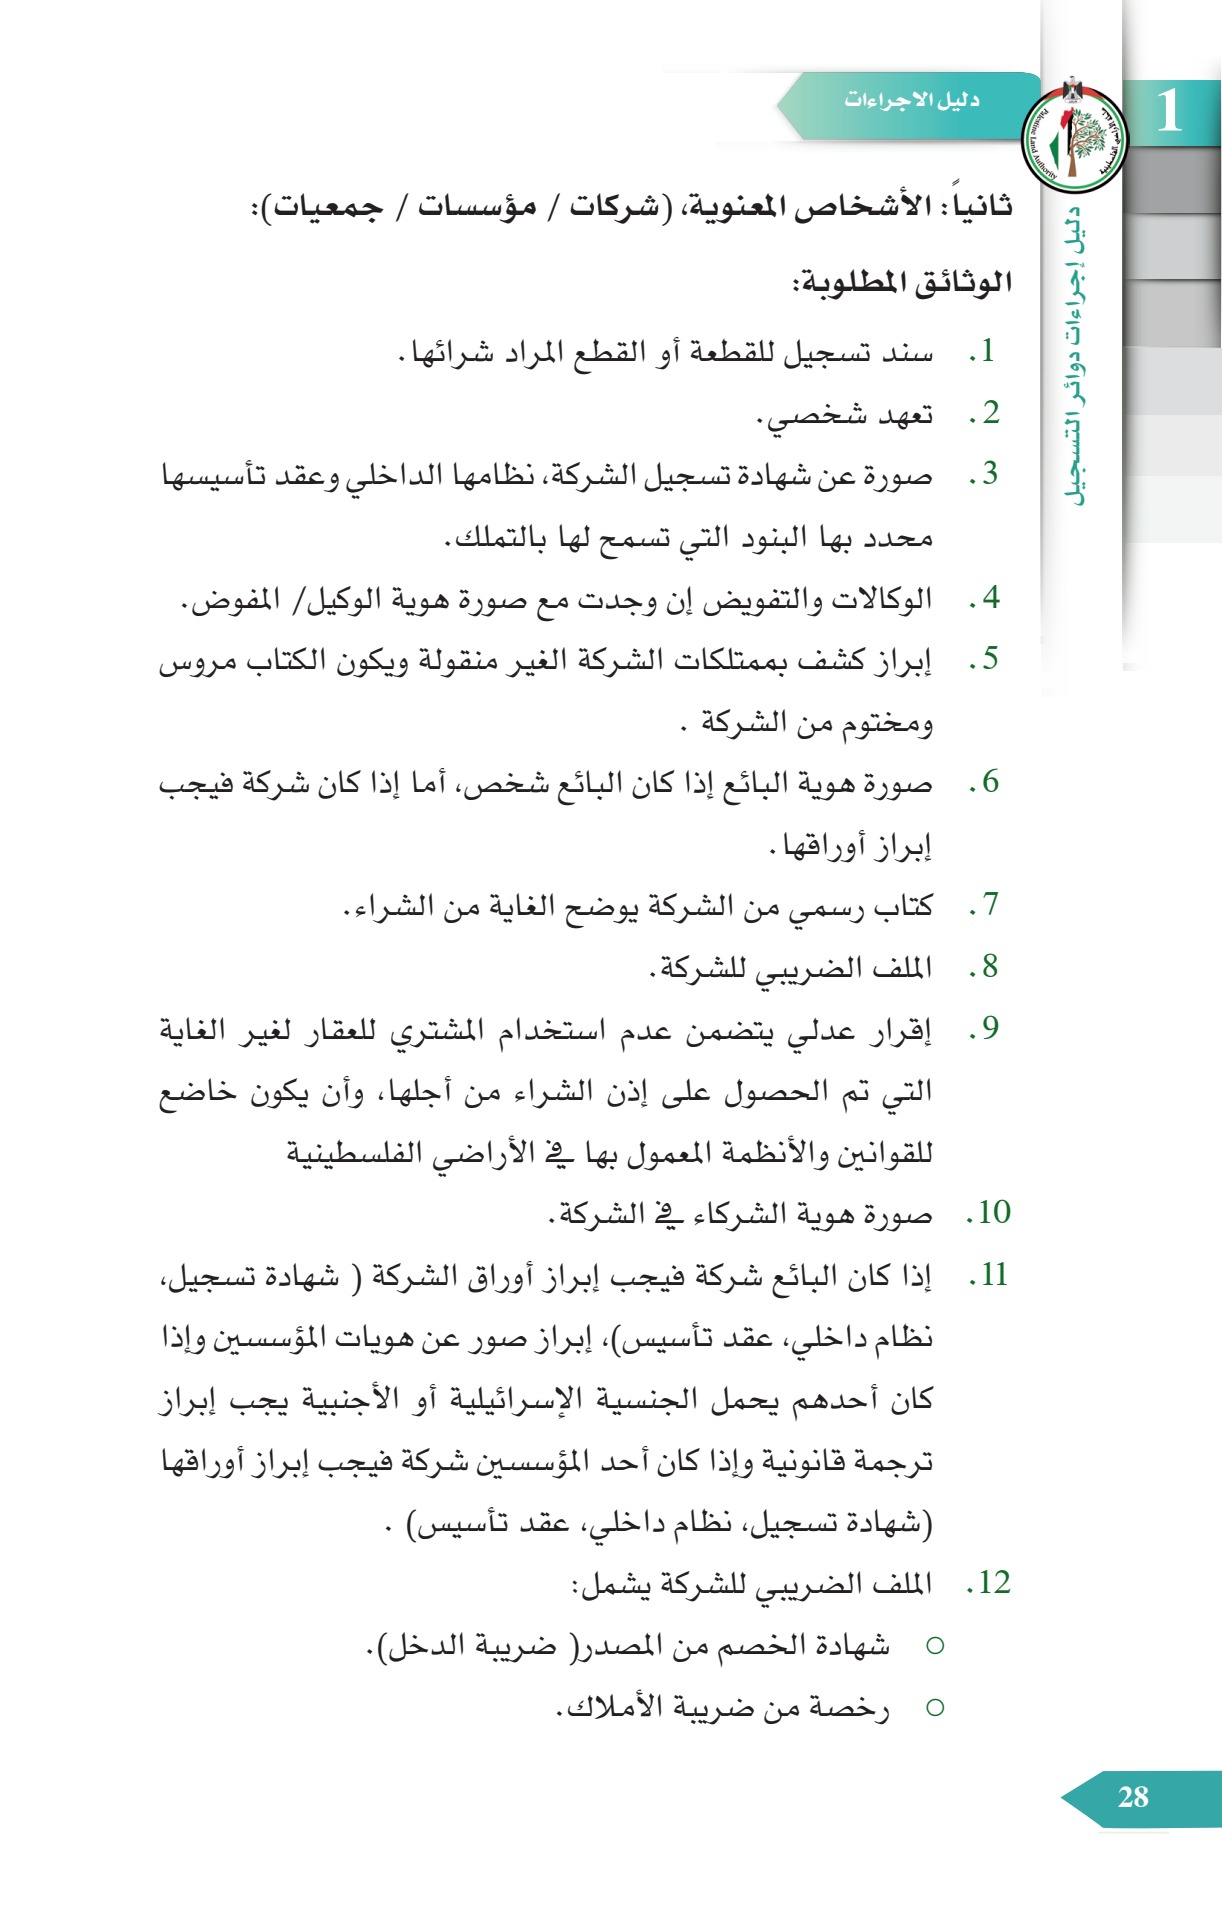 دليل الاجراءات
1
Palestine Land Authority
دليل إجراءات دوائر التسجيل
ثانياً: الأشخاص المعنوية، (شركات / مؤسسات / جمعيات):
الوثائق المطلوبة:
1. سند تسجيل للقطعة أو القطع المراد شرائها.
2. تعهد شخصي.
3. صورة عن شهادة تسجيل الشركة، نظامها الداخلي وعقد تأسيسها
محدد بها البنود التي تسمح لها بالتملك.
4. الوكالات والتفويض إن وجدت مع صورة هوية الوكيل/ المفوض.
5. إبراز كشف بممتلكات الشركة الغير منقولة ويكون الكتاب مروس
ومختوم من الشركة .
6. صورة هوية البائع إذا كان البائع شخص، أما إذا كان شركة فيجب
إبراز أوراقها.
7. كتاب رسمي من الشركة يوضح الغاية من الشراء.
8. الملف الضريبي للشركة.
9. إقرار عدلي يتضمن عدم استخدام المشتري للعقار لغير الغاية
التي تم الحصول على إذن الشراء من أجلها، وأن يكون خاضع
للقوانين والأنظمة المعمول بها في الأراضي الفلسطينية
10. صورة هوية الشركاء في الشركة.
11. إذا كان البائع شركة فيجب إبراز أوراق الشركة ( شهادة تسجيل،
نظام داخلي، عقد تأسيس)، إبراز صور عن هويات المؤسسين وإذا
كان أحدهم يحمل الجنسية الإسرائيلية أو الأجنبية يجب إبراز
ترجمة قانونية وإذا كان أحد المؤسسين شركة فيجب إبراز أوراقها
(شهادة تسجيل، نظام داخلي، عقد تأسيس) .
12. الملف الضريبي للشركة يشمل:
○ شهادة الخصم من المصدر( ضريبة الدخل).
○ رخصة من ضريبة الأملاك.
28